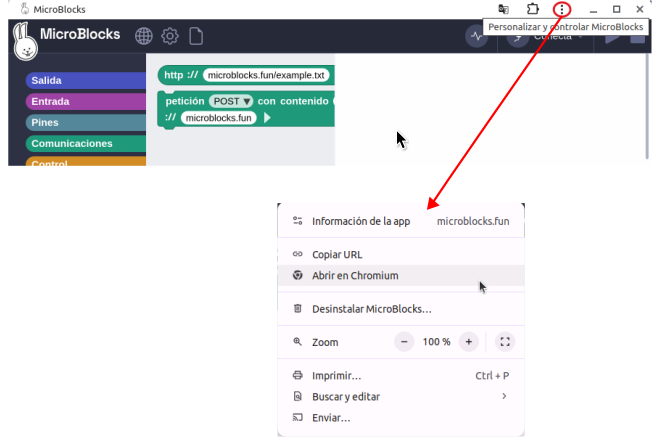 MicroBlocks
Personalizar y controlar MicroBlocks
MicroBlocks
Conecta
Salida
Entrada
Pines
Comunicaciones
Control
http :// microblocks.fun/example.txt
petición POST ▼ con contenido
:// microblocks.fun
Información de la app microblocks.fun
Copiar URL
Abrir en Chromium
Desinstalar MicroBlocks...
Zoom − 100 % +
Imprimir... Ctrl + P
Buscar y editar
Enviar...